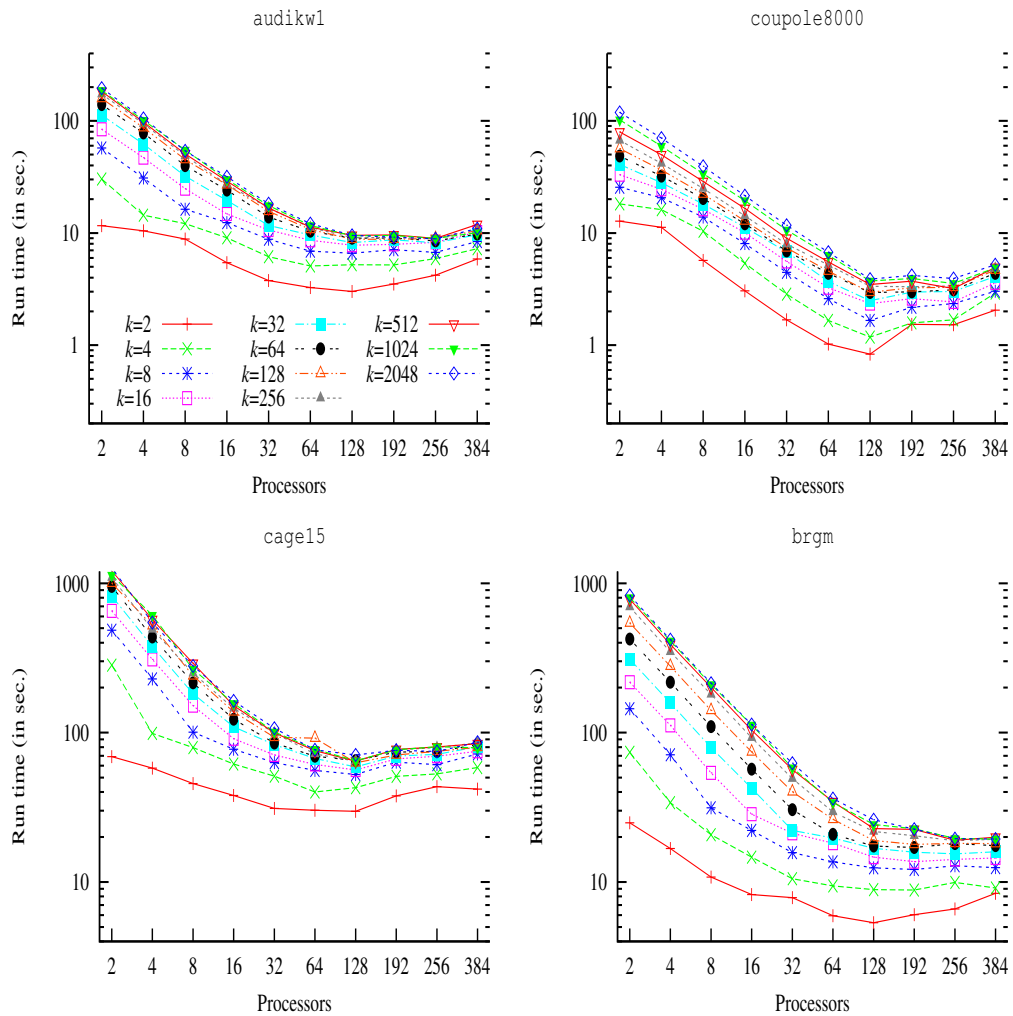 audikw1
Run time (in sec.)
100
10
1
k=2
k=4
k=8
k=16
k=32
k=64
k=128
k=256
k=512
k=1024
k=2048
2 4 8 16 32 64 128 192 256 384
Processors
coupole8000
Run time (in sec.)
100
10
1
2 4 8 16 32 64 128 192 256 384
Processors
cage15
Run time (in sec.)
1000
100
10
2 4 8 16 32 64 128 192 256 384
Processors
brgm
Run time (in sec.)
1000
100
10
2 4 8 16 32 64 128 192 256 384
Processors